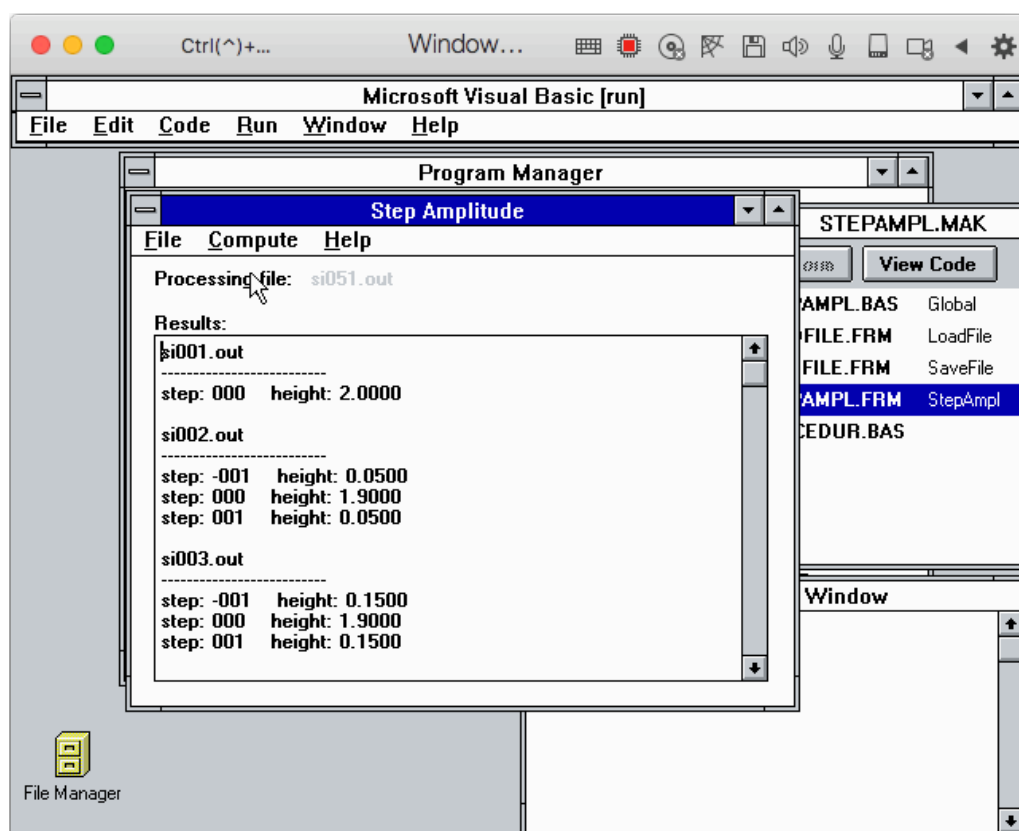 Ctrl(^)+... Window...
Microsoft Visual Basic [run]
File Edit Code Run Window Help
Program Manager
Step Amplitude
File Compute Help
Processing file: si051.out
Results:
si001.out
--------------------------
step: 000 height: 2.0000
si002.out
--------------------------
step: -001 height: 0.0500
step: 000 height: 1.9000
step: 001 height: 0.0500
si003.out
--------------------------
step: -001 height: 0.1500
step: 000 height: 1.9000
step: 001 height: 0.1500
STEPAMPL.MAK
View Code
PAMPL.BAS Global
FILE.FRM LoadFile
FILE.FRM SaveFile
PAMPL.FRM StepAmpl
CEDUR.BAS
Window
File Manager